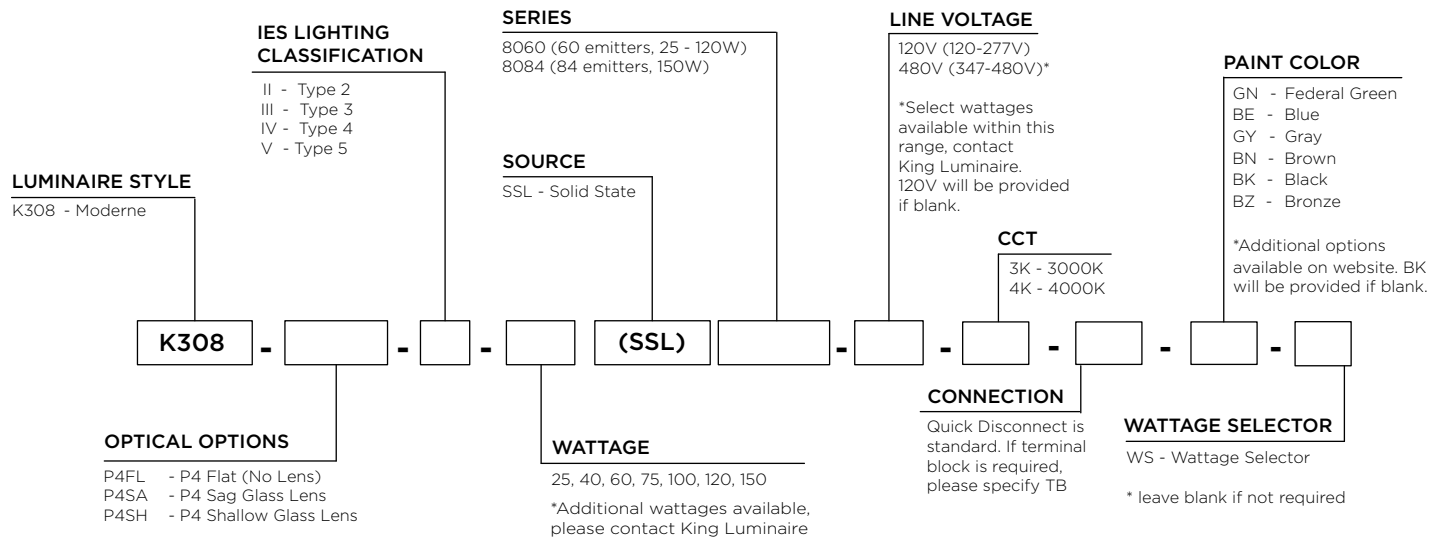 LUMINAIRE STYLE
K308 - Moderne
IES LIGHTING
CLASSIFICATION
II - Type 2
III - Type 3
IV - Type 4
V - Type 5
SERIES
8060 (60 emitters, 25 - 120W)
8084 (84 emitters, 150W)
SOURCE
SSL - Solid State
LINE VOLTAGE
120V (120-277V)
480V (347-480V)*
*Select wattages
available within this
range, contact
King Luminaire.
120V will be provided
if blank.
CCT
3K - 3000K
4K - 4000K
PAINT COLOR
GN - Federal Green
BE - Blue
GY - Gray
BN - Brown
BK - Black
BZ - Bronze
*Additional options
available on website. BK
will be provided if blank.
K308 - - - (SSL) - - - - -
OPTICAL OPTIONS
P4FL - P4 Flat (No Lens)
P4SA - P4 Sag Glass Lens
P4SH - P4 Shallow Glass Lens
WATTAGE
25, 40, 60, 75, 100, 120, 150
*Additional wattages available,
please contact King Luminaire
CONNECTION
Quick Disconnect is
standard. If terminal
block is required,
please specify TB
WATTAGE SELECTOR
WS - Wattage Selector
* leave blank if not required